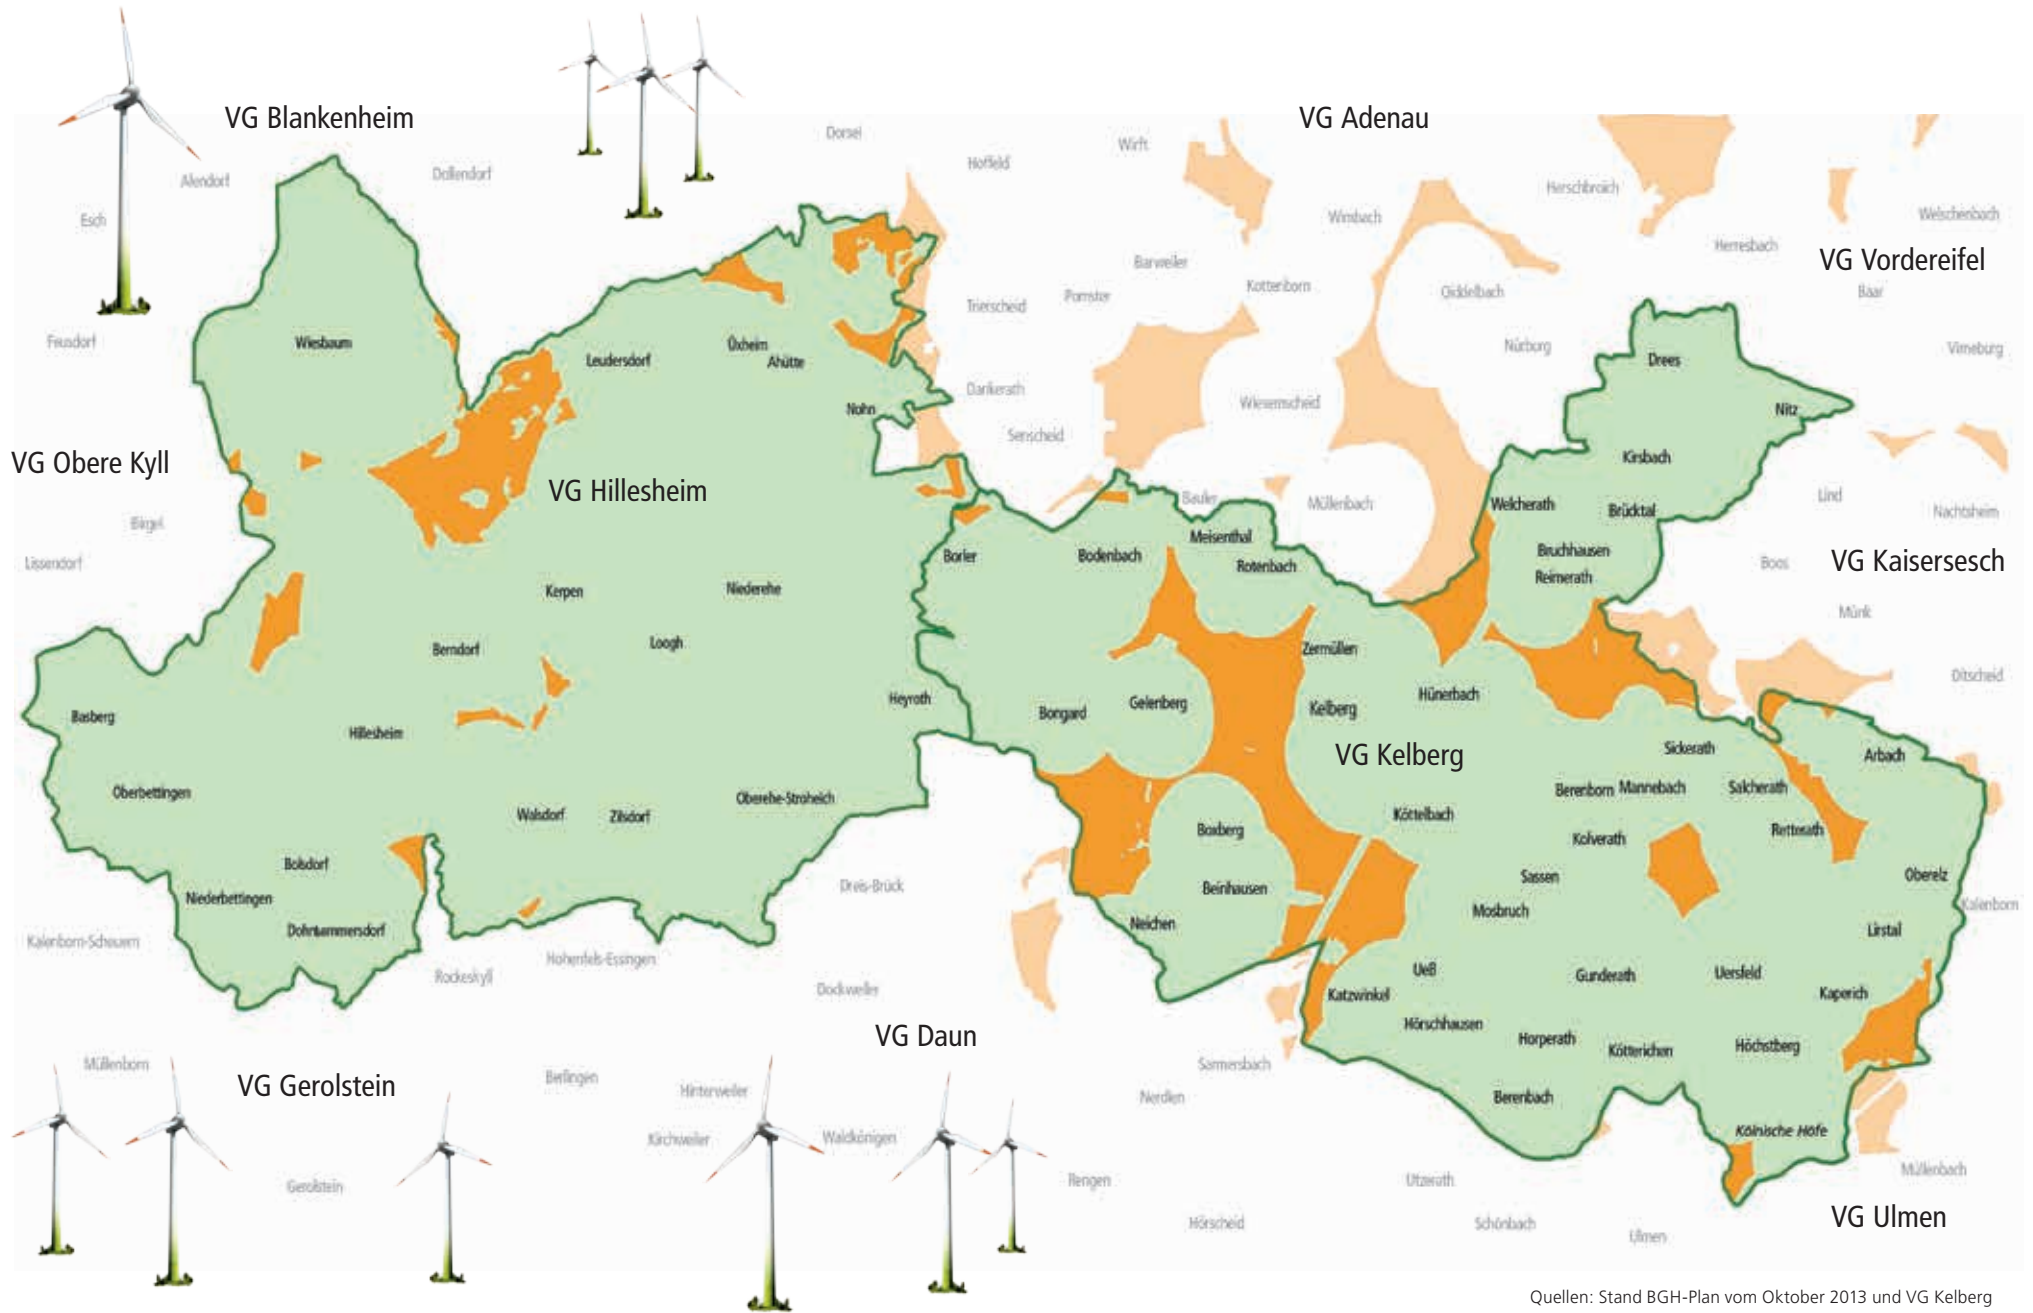 VG Blankenheim
VG Adenau
Dorsel
Wirft
Hoffeld
Dollendorf
Alendorf
Herschbroich
Esch
Wimbach
Welschenbach
Herresbach
VG Vordereifel
Barweiler
Kottenborn
Quiddelbach
Baar
Pomster
Trierscheid
Feusdorf
Wiesbaum
Üxheim
Leudersdorf
Ahütte
Nürburg
Virneburg
Drees
Dankerath
Wiesemscheid
Nohn
Nitz
Senscheid
VG Obere Kyll
Kirsbach
VG Hillesheim
Bauler
Müllenbach
Welcherath
Lind
Brücktal
Nachtsheim
Birgel
Meisenthal
Borler
Bodenbach
Bruchhausen
VG Kaisersesch
Lissendorf
Rotenbach
Reimerath
Boos
Kerpen
Niederehe
Münk
Berndorf
Loogh
Zermüllen
Ditscheid
Heyroth
Gelenberg
Hünerbach
Basberg
Bongard
Kelberg
Hillesheim
VG Kelberg
Sickerath
Arbach
Oberbettingen
Oberehe-Stroheich
Berenborn
Mannebach
Salcherath
Walsdorf
Zilsdorf
Köttelbach
Boxberg
Retterath
Kolverath
Bolsdorf
Dreis-Brück
Beinhausen
Sassen
Oberelz
Niederbettingen
Mosbruch
Kalenborn
Neichen
Dohm-Lammersdorf
Lirstal
Kalenborn-Scheuern
Hohenfels-Essingen
Rockeskyll
Ueß
Gunderath
Uersfeld
Dockweiler
Katzwinkel
Kaperich
VG Daun
Hörschhausen
Horperath
Kötterichen
Höchstberg
Müllenborn
Sarmersbach
VG Gerolstein
Berlingen
Hinterweiler
Nerdlen
Berenbach
Kirchweiler
Waldkönigen
Kölnische Höfe
Gerolstein
Rengen
Utzerath
Müllenbach
Hörscheid
Schönbach
Ulmen
VG Ulmen
Quellen: Stand BGH-Plan vom Oktober 2013 und VG Kelberg